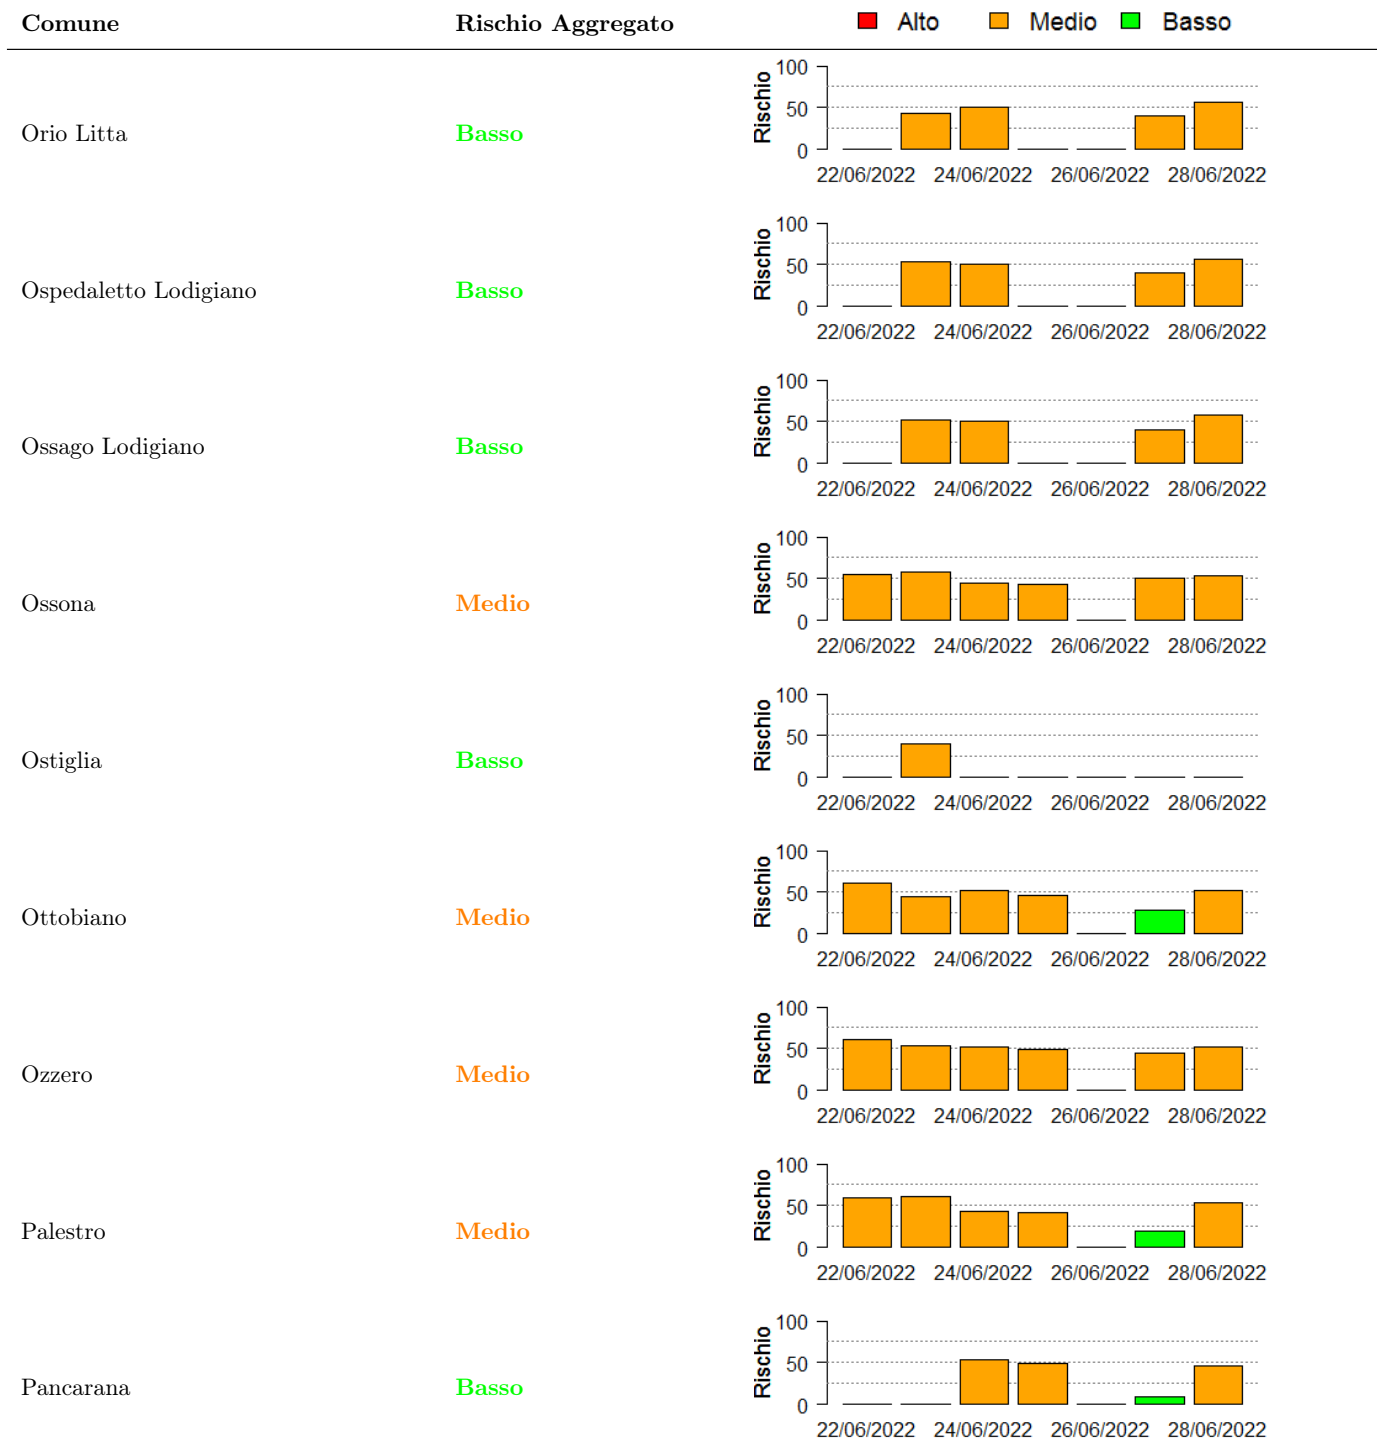 Comune Rischio Aggregato Alto Medio Basso
100
50
0
Rischio
Orio Litta Basso
22/06/2022 24/06/2022 26/06/2022 28/06/2022
100
50
0
Rischio
Ospedaletto Lodigiano Basso
22/06/2022 24/06/2022 26/06/2022 28/06/2022
100
50
0
Rischio
Ossago Lodigiano Basso
22/06/2022 24/06/2022 26/06/2022 28/06/2022
100
50
0
Rischio
Ossona Medio
22/06/2022 24/06/2022 26/06/2022 28/06/2022
100
50
0
Rischio
Ostiglia Basso
22/06/2022 24/06/2022 26/06/2022 28/06/2022
100
50
0
Rischio
Ottobiano Medio
22/06/2022 24/06/2022 26/06/2022 28/06/2022
100
50
0
Rischio
Ozzero Medio
22/06/2022 24/06/2022 26/06/2022 28/06/2022
100
50
0
Rischio
Palestro Medio
22/06/2022 24/06/2022 26/06/2022 28/06/2022
100
50
0
Rischio
Pancarana Basso
22/06/2022 24/06/2022 26/06/2022 28/06/2022